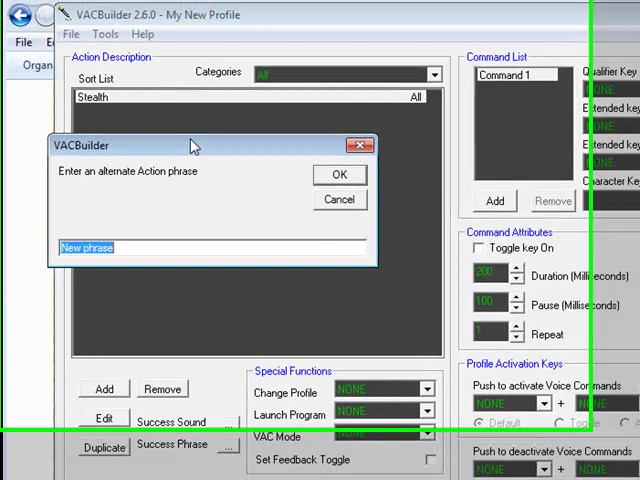 VACBuilder 2.6.0 - My New Profile
File
File Tools Help
Organ
Action Description
Sort List
Categories
All
Stealth All
VACBuilder
Enter an alternate Action phrase
OK
Cancel
New phrase
Add
Remove
Edit
Duplicate
Success Sound ...
Success Phrase ...
Special Functions
Change Profile NONE
Launch Program NONE
VAC Mode NONE
Set Feedback Toggle
Command List
Command 1
Add
Remove
Qualifier Key
NONE
Extended key
NONE
Extended key
NONE
Character Key
Command Attributes
Toggle key On
200 Duration (Milliseconds)
100 Pause (Milliseconds)
1 Repeat
Profile Activation Keys
Push to activate Voice Commands
NONE + NONE
Default Toggle
Push to deactivate Voice Commands
NONE + NONE